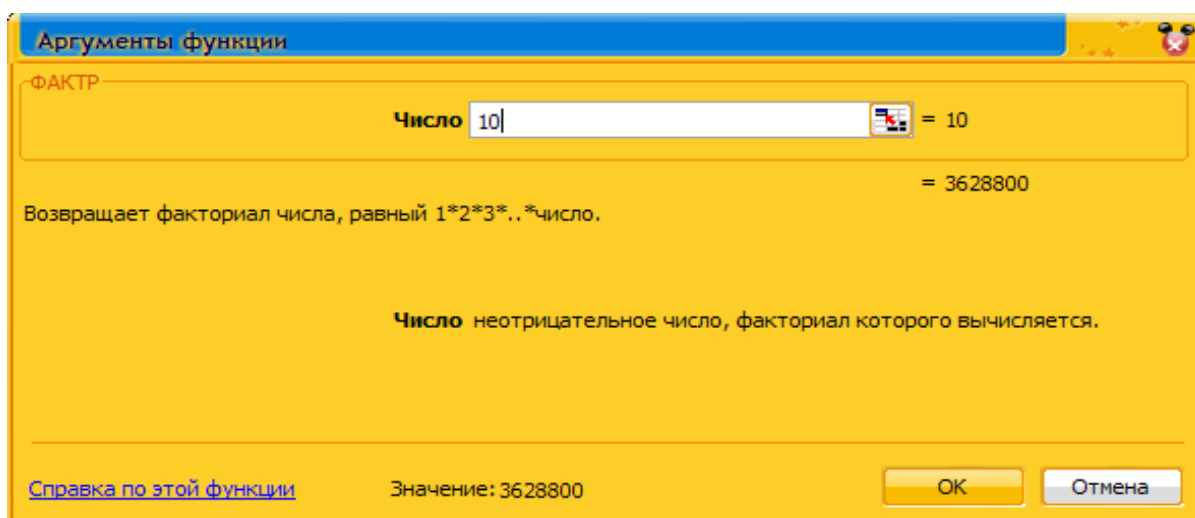 Аргументы функции
ФАКТР
Число 10 = 10
= 3628800
Возвращает факториал числа, равный 1*2*3*..*число.
Число неотрицательное число, факториал которого вычисляется.
Справка по этой функции Значение: 3628800 OK Отмена